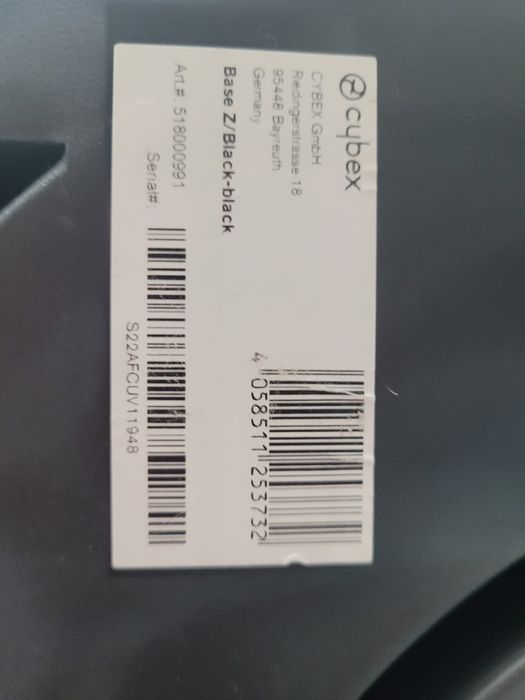 cybex
CYBEX GmbH
Riedingerstrasse 18
95448 Bayreuth
Germany
Base Z/Black-black
Art.#: 518000991
Serial#.
S22AFCUV11948
4 058511 253732